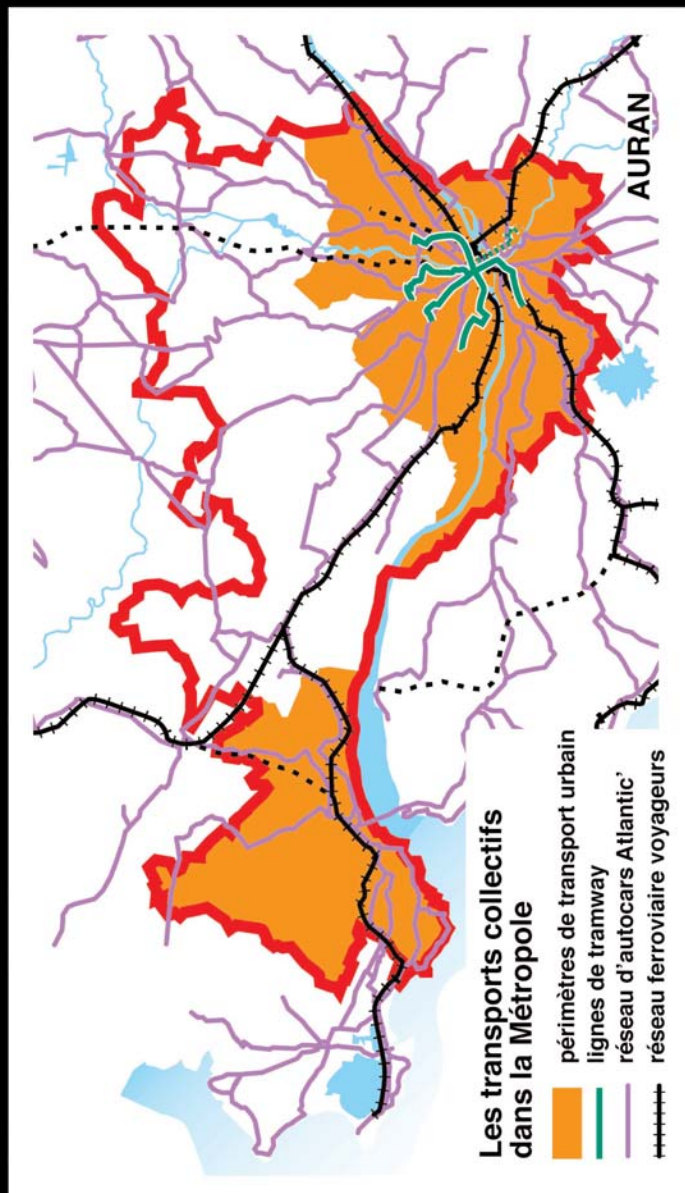 Les transports collectifs
dans la Métropole
périmètres de transport urbain
lignes de tramway
réseau d'autocars Atlantic'
réseau ferroviaire voyageurs
AURAN